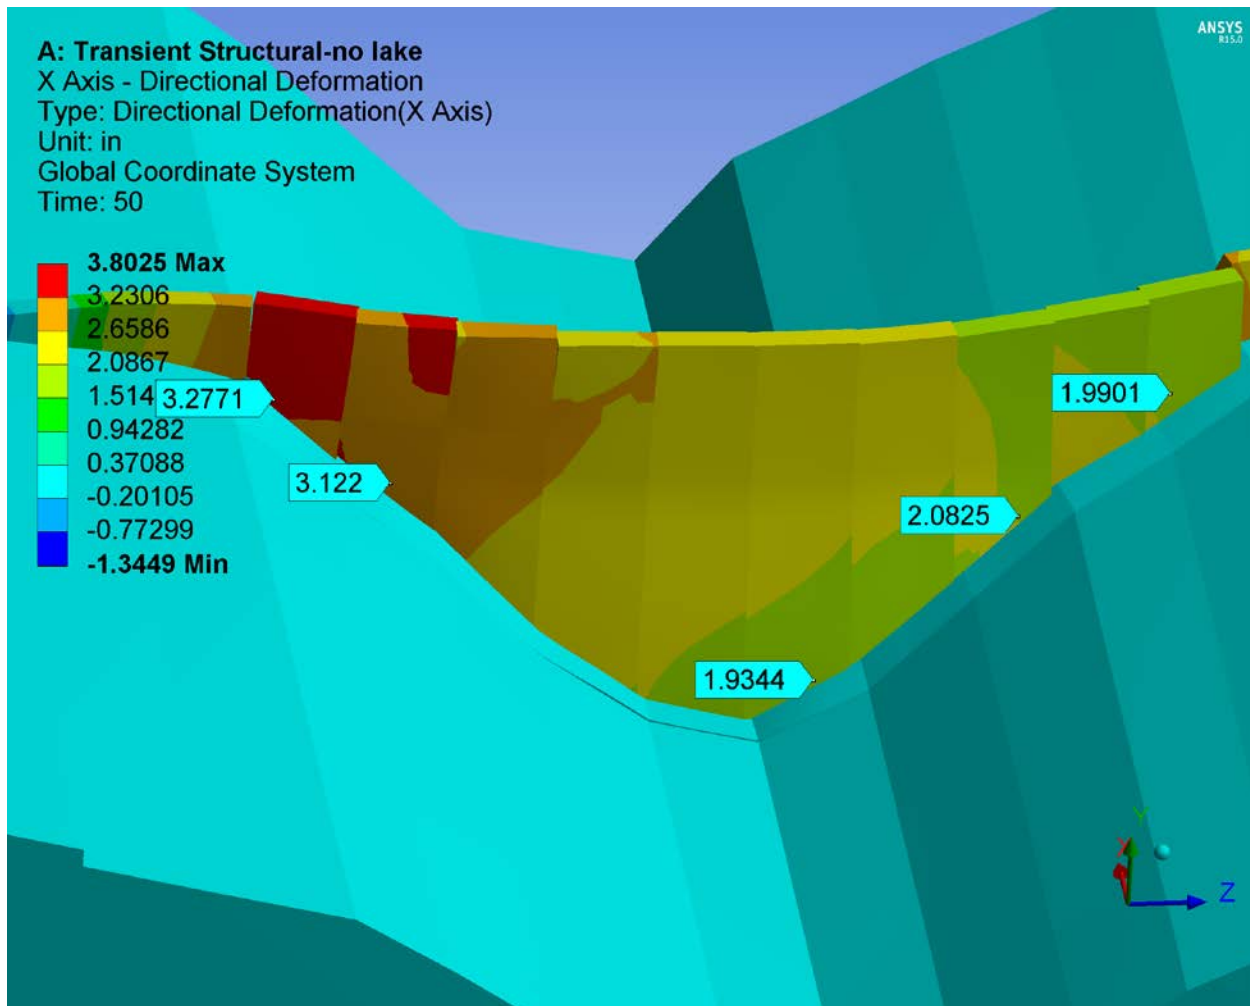 ANSYS
R15.0
A: Transient Structural-no lake
X Axis - Directional Deformation
Type: Directional Deformation(X Axis)
Unit: in
Global Coordinate System
Time: 50
3.8025 Max
3.2306
2.6586
2.0867
1.514
0.94282
0.37088
-0.20105
-0.77299
-1.3449 Min
3.2771
3.122
1.9901
2.0825
1.9344
Y
X
Z